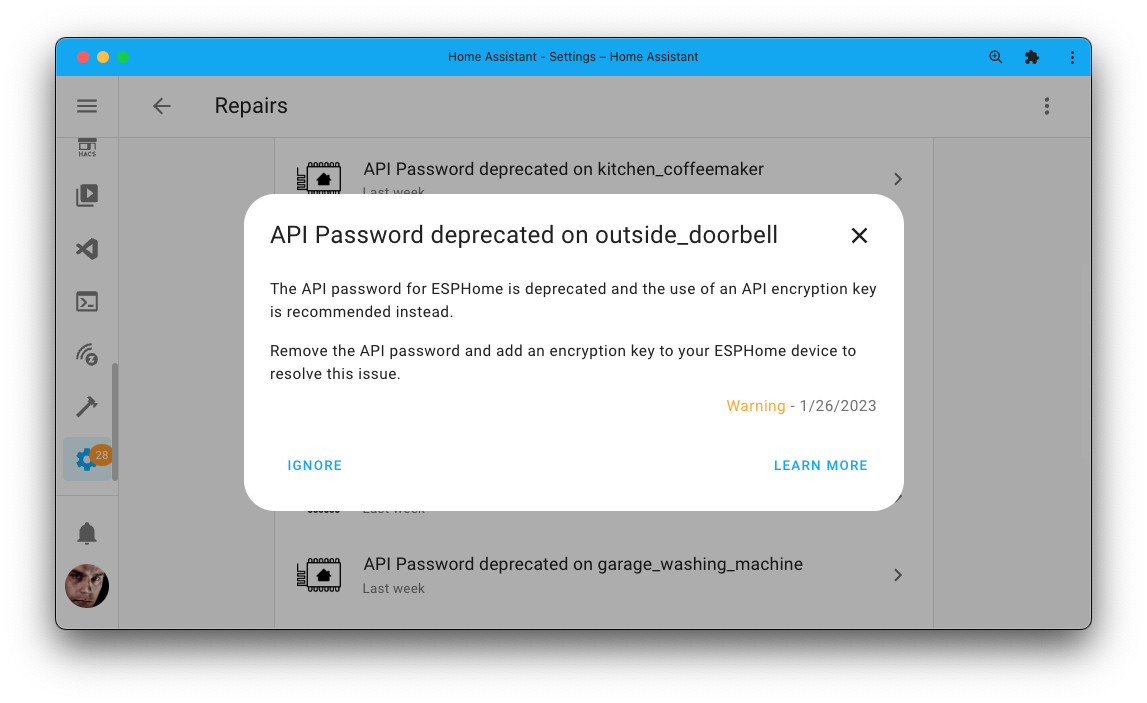 Home Assistant - Settings – Home Assistant
Repairs
HACS
API Password deprecated on kitchen_coffeemaker
Last week
API Password deprecated on outside_doorbell
The API password for ESPHome is deprecated and the use of an API encryption key
is recommended instead.
Remove the API password and add an encryption key to your ESPHome device to
resolve this issue.
Warning - 1/26/2023
28
IGNORE
LEARN MORE
Last week
API Password deprecated on garage_washing_machine
Last week